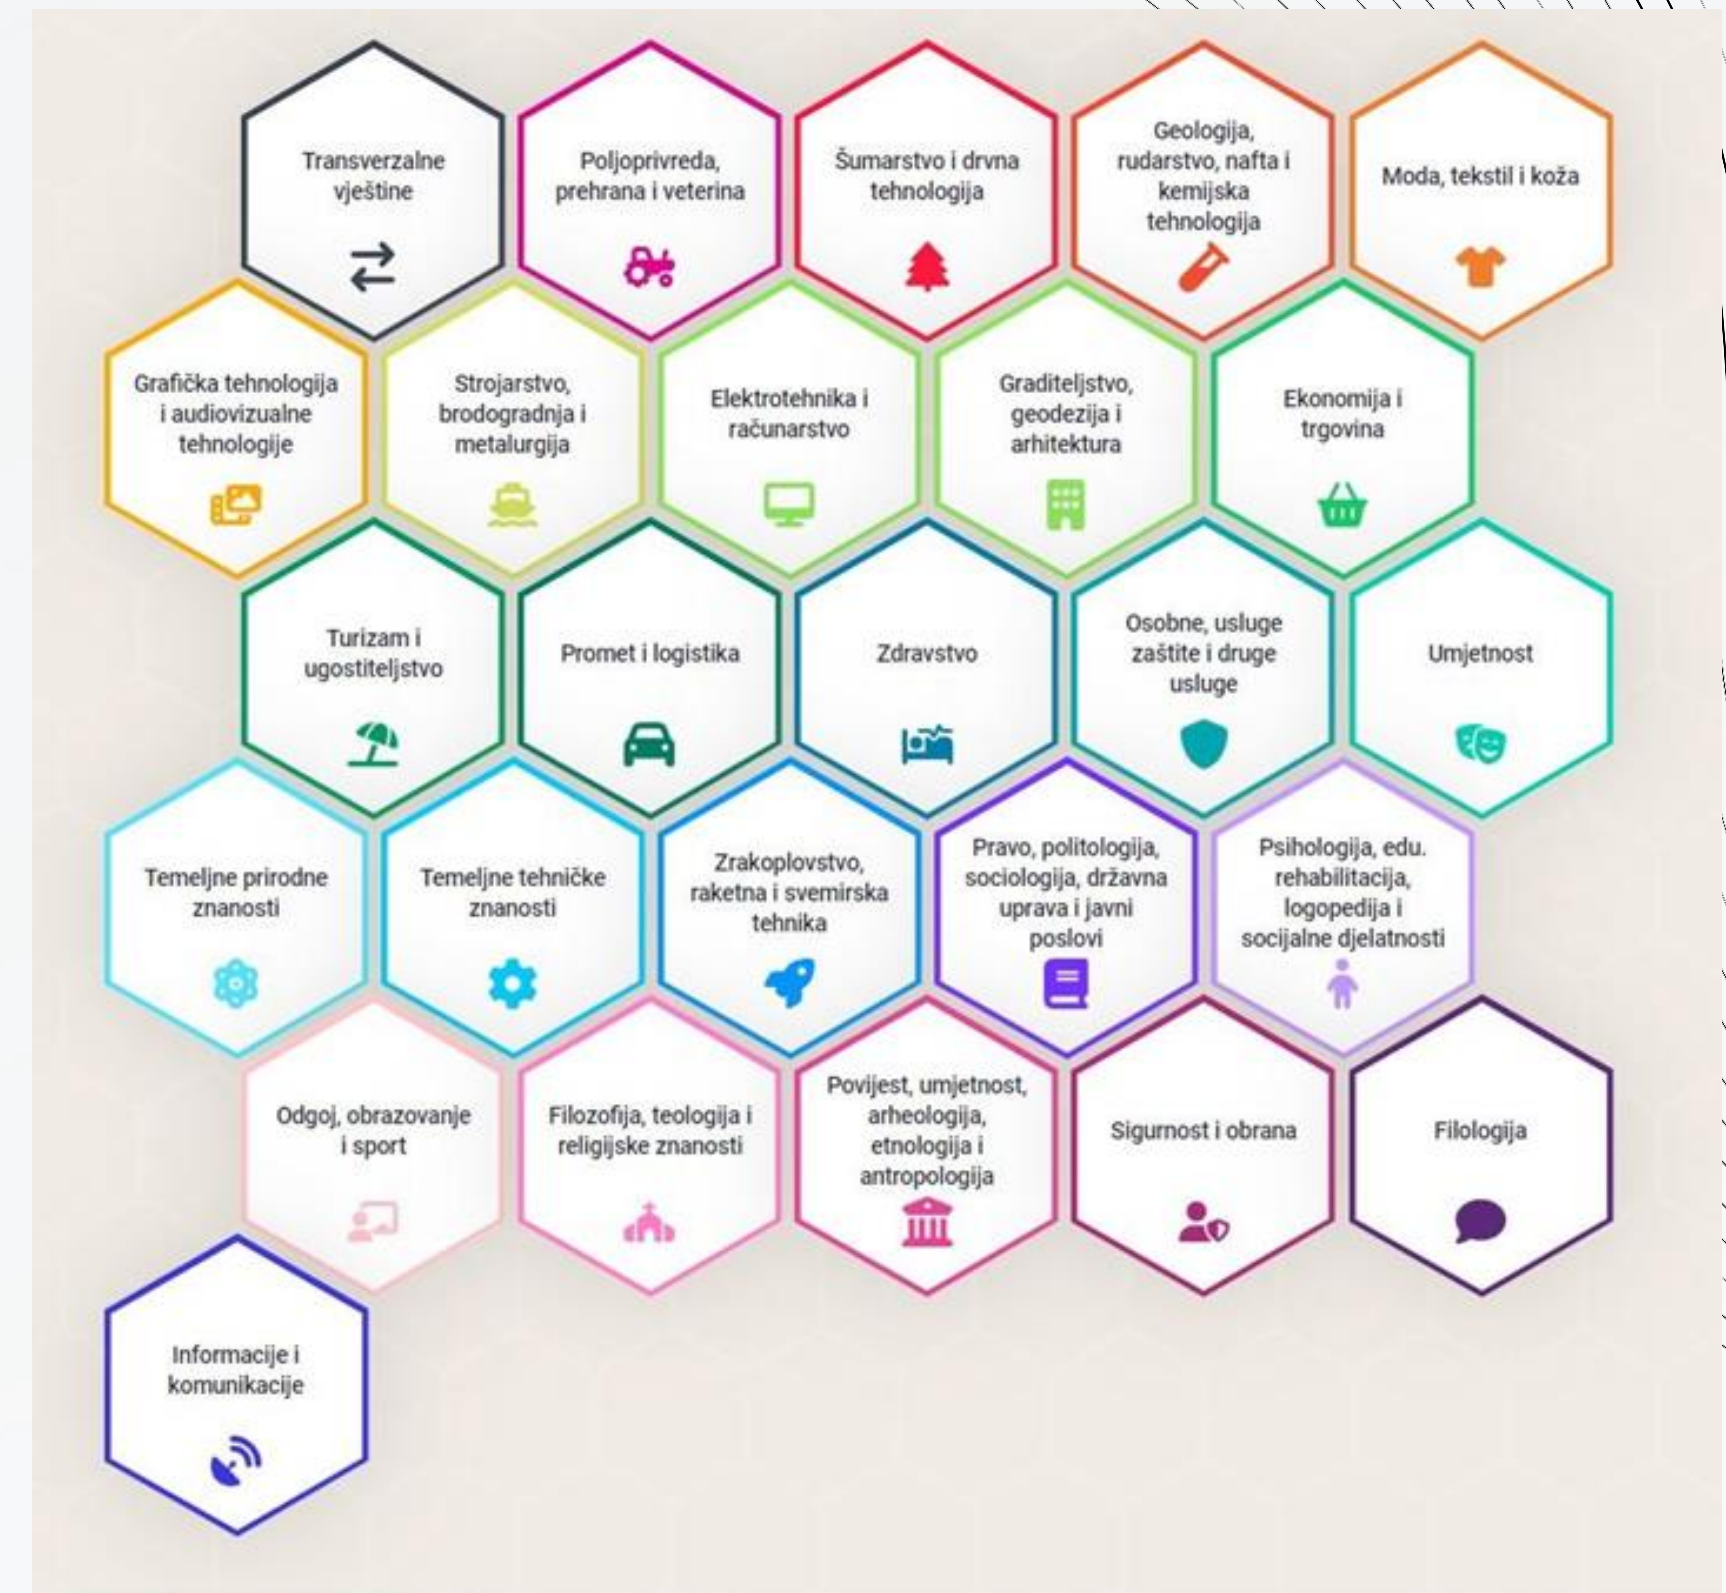 Transverzalne
vještine
Poljoprivreda,
prehrana i veterina
Šumarstvo i drvna
tehnologija
Geologija,
rudarstvo, nafta i
kemijska
tehnologija
Moda, tekstil i koža
Grafička tehnologija
i audiovizualne
tehnologije
Strojarstvo,
brodogradnja i
metalurgija
Elektrotehnika i
računarstvo
Graditeljstvo,
geodezija i
arhitektura
Ekonomija i
trgovina
Turizam i
ugostiteljstvo
Promet i logistika
Zdravstvo
Osobne, usluge
zaštite i druge
usluge
Umjetnost
Temeljne prirodne
znanosti
Temeljne tehničke
znanosti
Zrakoplovstvo,
raketna i svemirska
tehnika
Pravo, politologija,
sociologija, državna
uprava i javni
poslovi
Psihologija, edu.
rehabilitacija,
logopedija i
socijalne djelatnosti
Odgoj, obrazovanje
i sport
Filozofija, teologija i
religijske znanosti
Povijest, umjetnost,
arheologija,
etnologija i
antropologija
Sigurnost i obrana
Filologija
Informacije i
komunikacije